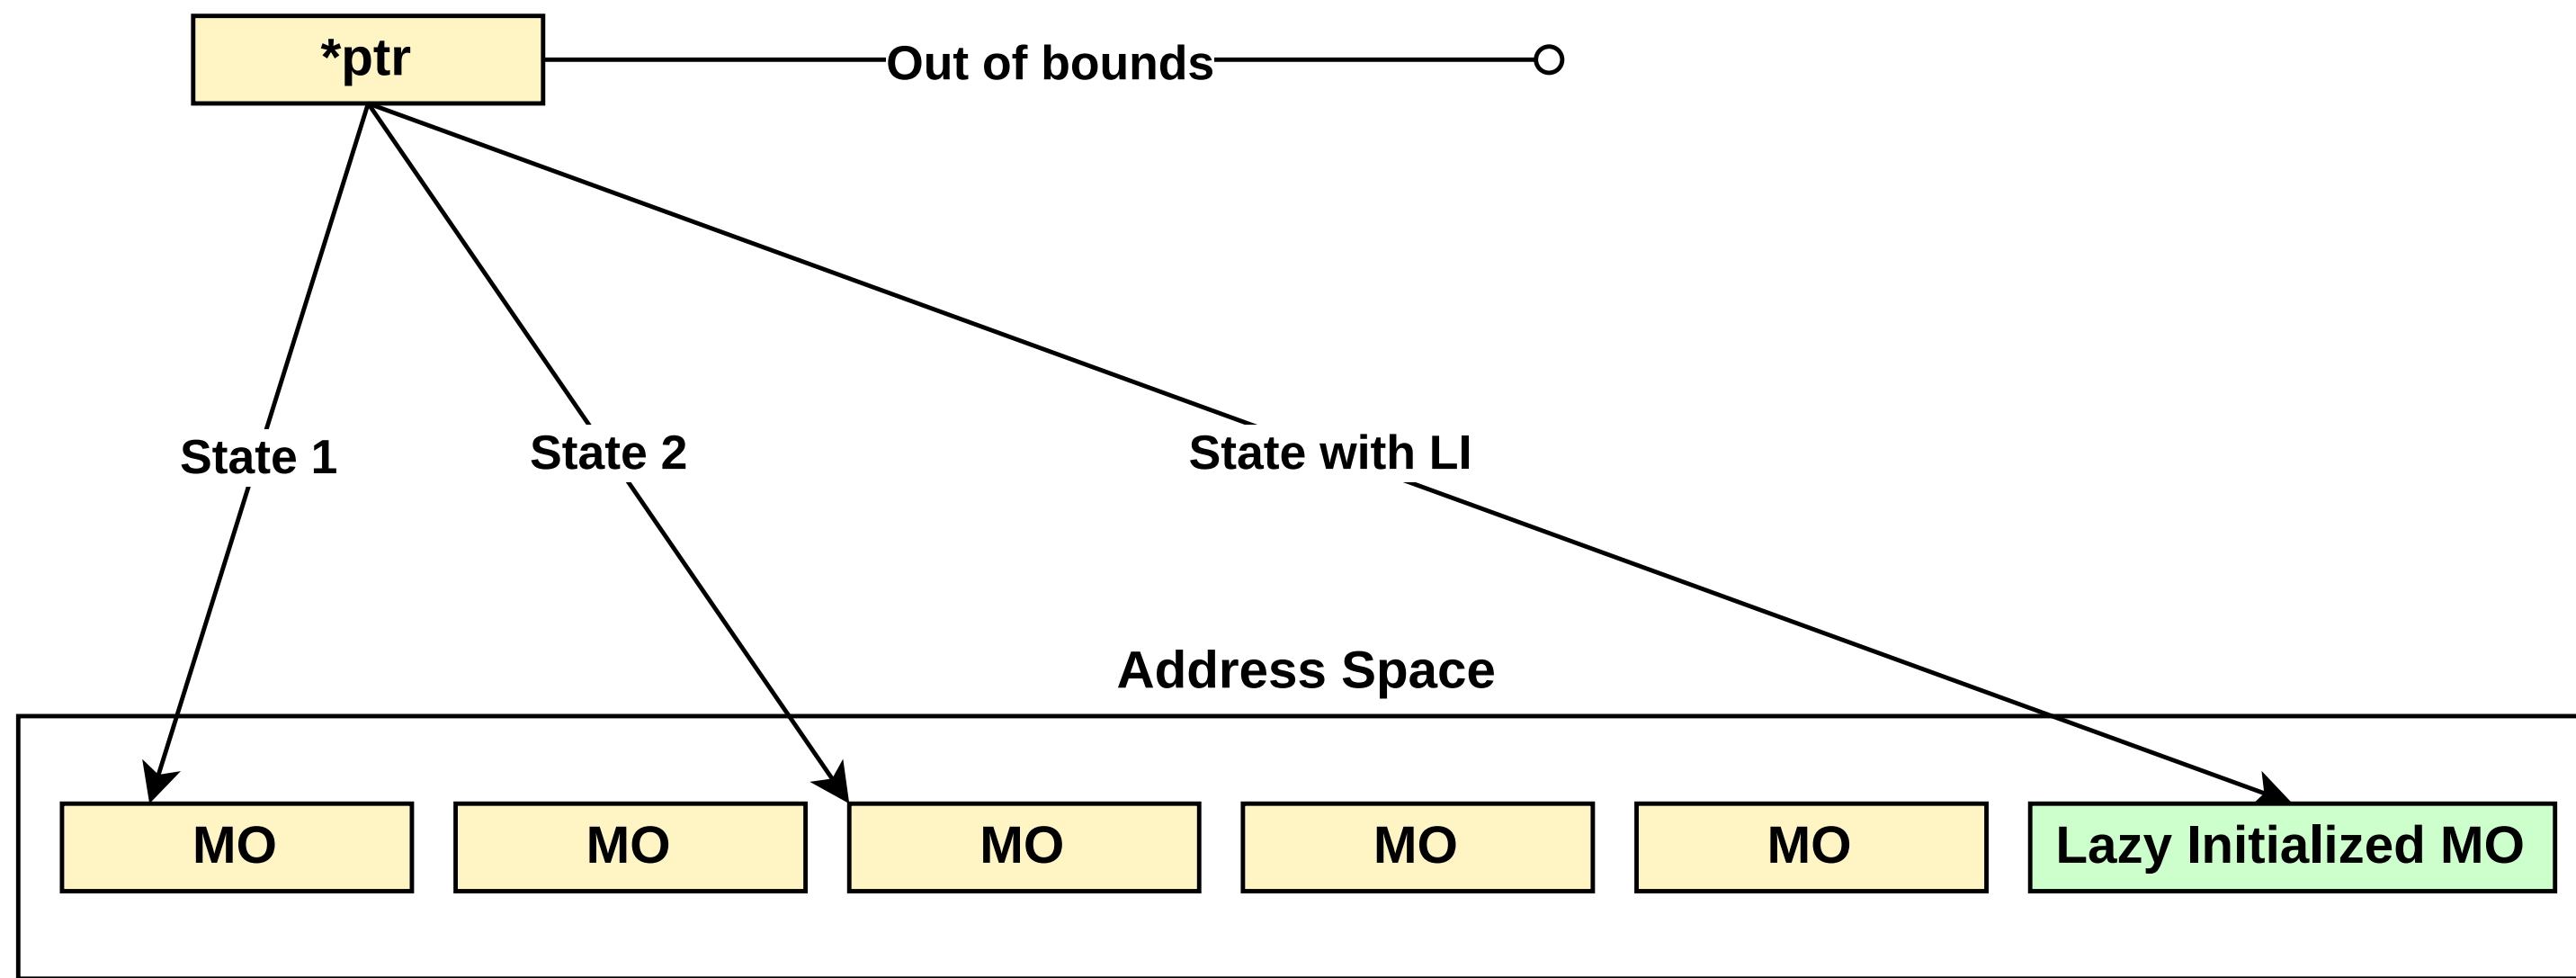 *ptr
Out of bounds
State 1
State 2
State with LI
Address Space
MO
MO
MO
MO
MO
Lazy Initialized MO